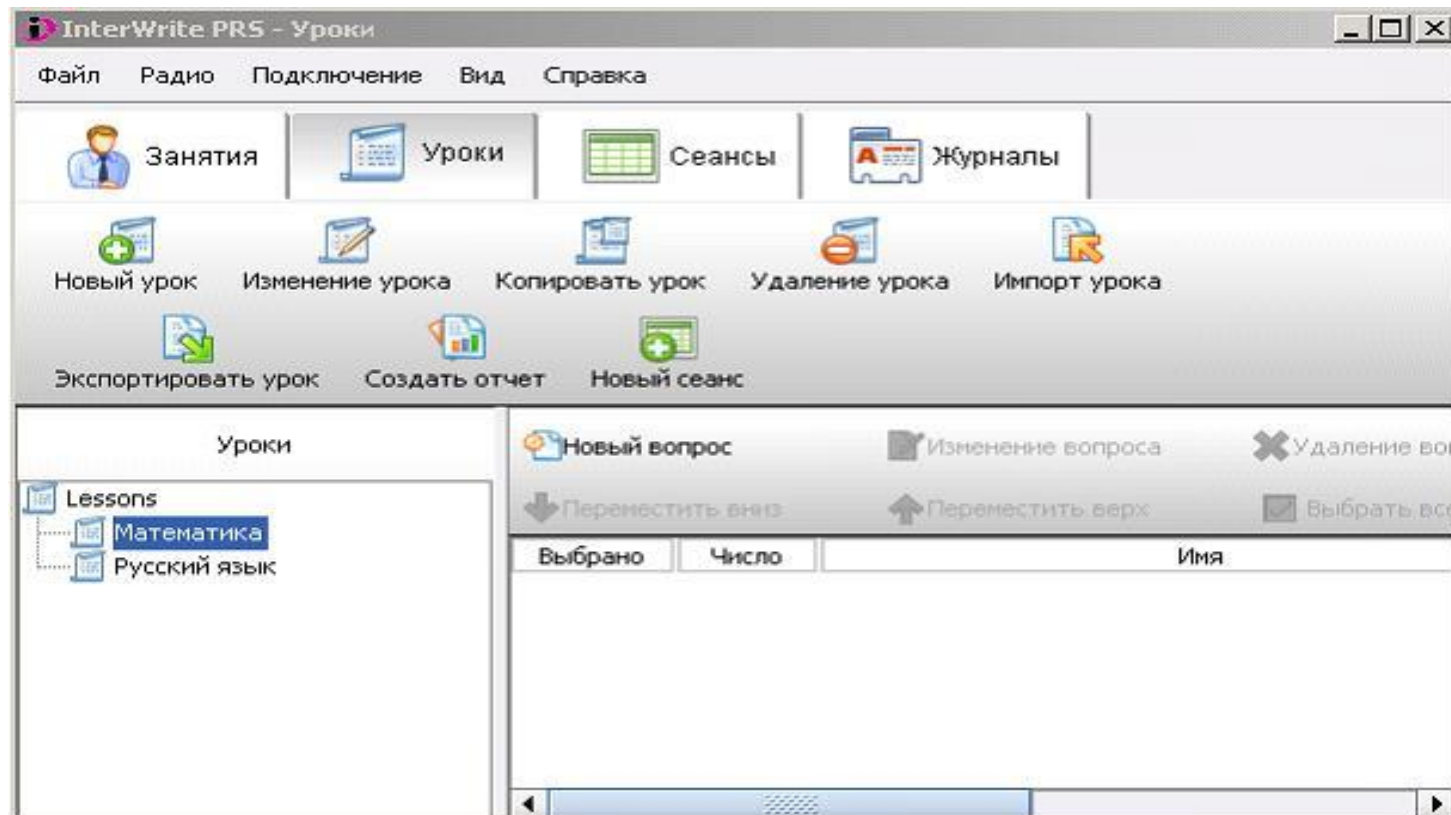 InterWrite PRS - Уроки
Файл Радио Подключение Вид Справка
Занятия Уроки Сеансы Журналы
Новый урок Изменение урока Копировать урок Удаление урока Импорт урока
Экспортировать урок Создать отчет Новый сеанс
Уроки
Lessons
Математика
Русский язык
Новый вопрос Изменение вопроса Удаление
Переместить вниз Переместить верх Выбрать
Выбрано Число Имя